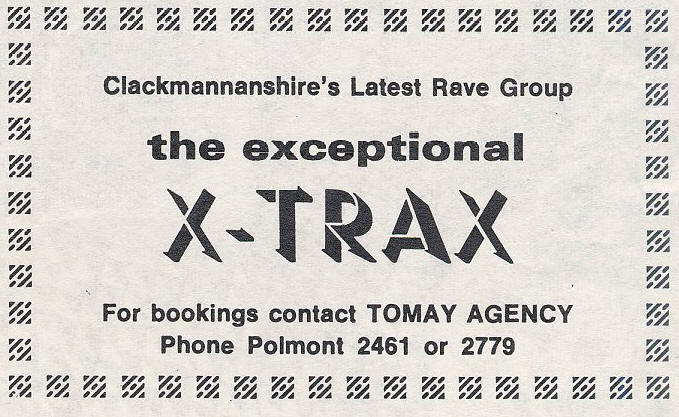 Clackmannanshire's Latest Rave Group
the exceptional
X-TRAX
For bookings contact TOMAY AGENCY
Phone Polmont 2461 or 2779